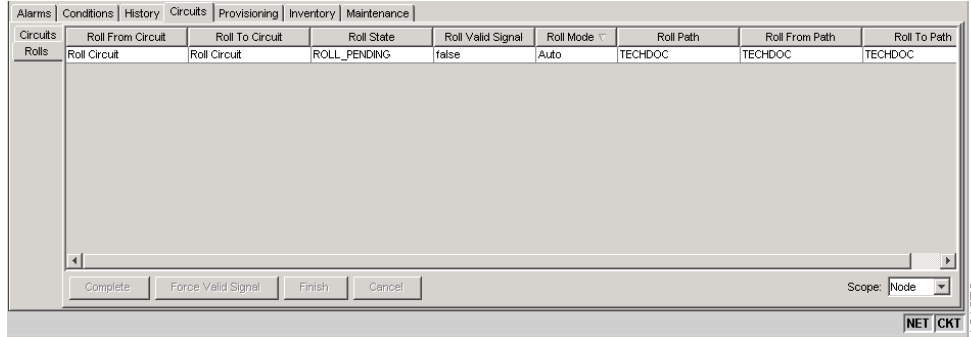 Alarms Conditions History Circuits Provisioning Inventory Maintenance
Circuits
Rolls
Roll From Circuit Roll To Circuit Roll State Roll Valid Signal Roll Mode Roll Path Roll From Path Roll To Path
Roll Circuit Roll Circuit ROLL_PENDING false Auto TECHDOC TECHDOC TECHDOC
Complete Force Valid Signal Finish Cancel Scope: Node
NET CKT